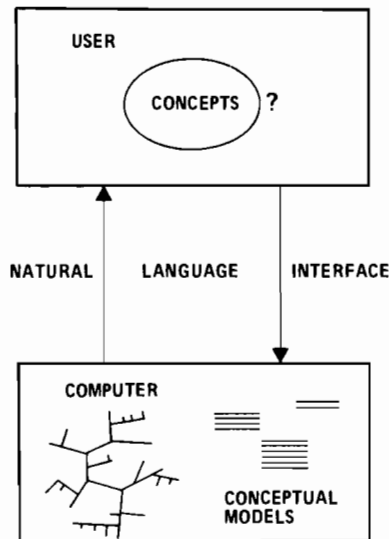 USER
CONCEPTS ?
NATURAL LANGUAGE INTERFACE
COMPUTER
CONCEPTUAL
MODELS